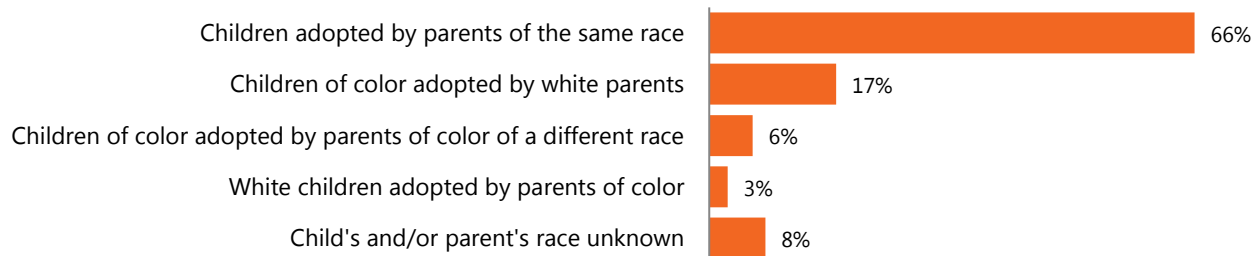 Children adopted by parents of the same race 66%
Children of color adopted by white parents 17%
Children of color adopted by parents of color of a different race 6%
White children adopted by parents of color 3%
Child's and/or parent's race unknown 8%